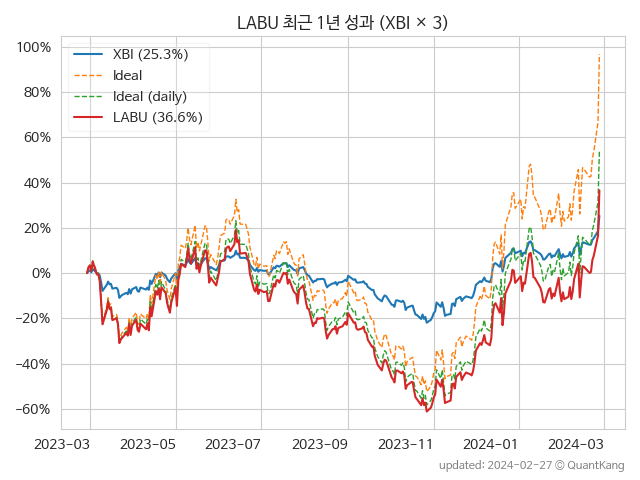 LABU 최근 1년 성과 (XBI × 3)
XBI (25.3%)
Ideal
Ideal (daily)
LABU (36.6%)
100%
80%
60%
40%
20%
0%
−20%
−40%
−60%
2023-03 2023-05 2023-07 2023-09 2023-11 2024-01 2024-03
updated: 2024-02-27 © QuantKang